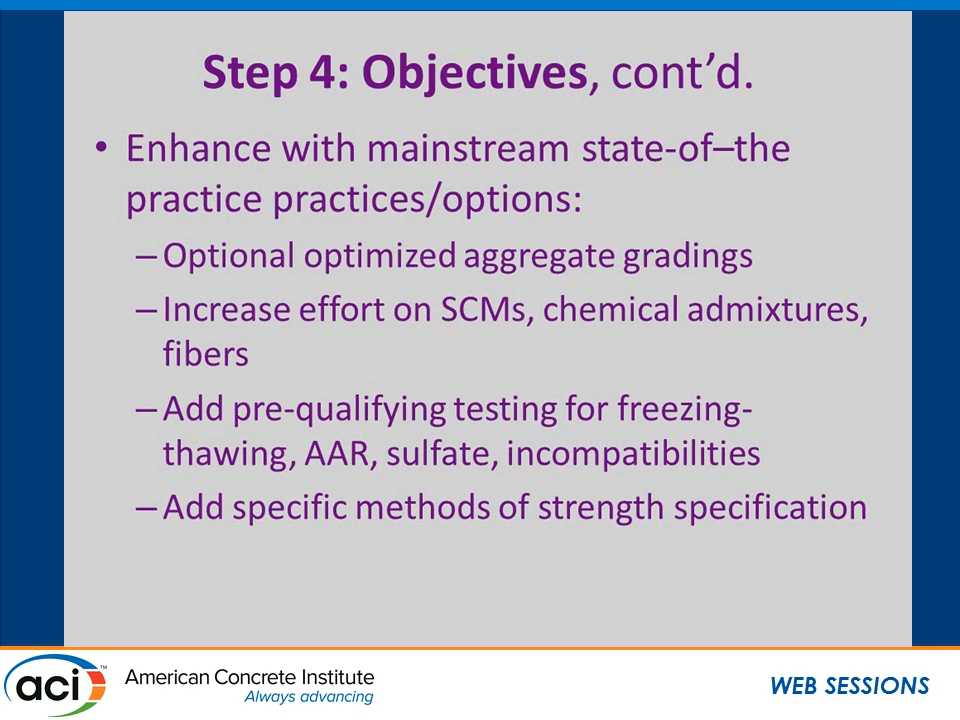 Step 4: Objectives, cont’d.
• Enhance with mainstream state-of–the
practice practices/options:
– Optional optimized aggregate gradings
– Increase effort on SCMs, chemical admixtures,
fibers
– Add pre-qualifying testing for freezing-
thawing, AAR, sulfate, incompatibilities
– Add specific methods of strength specification
aci™
American Concrete Institute
Always advancing
WEB SESSIONS